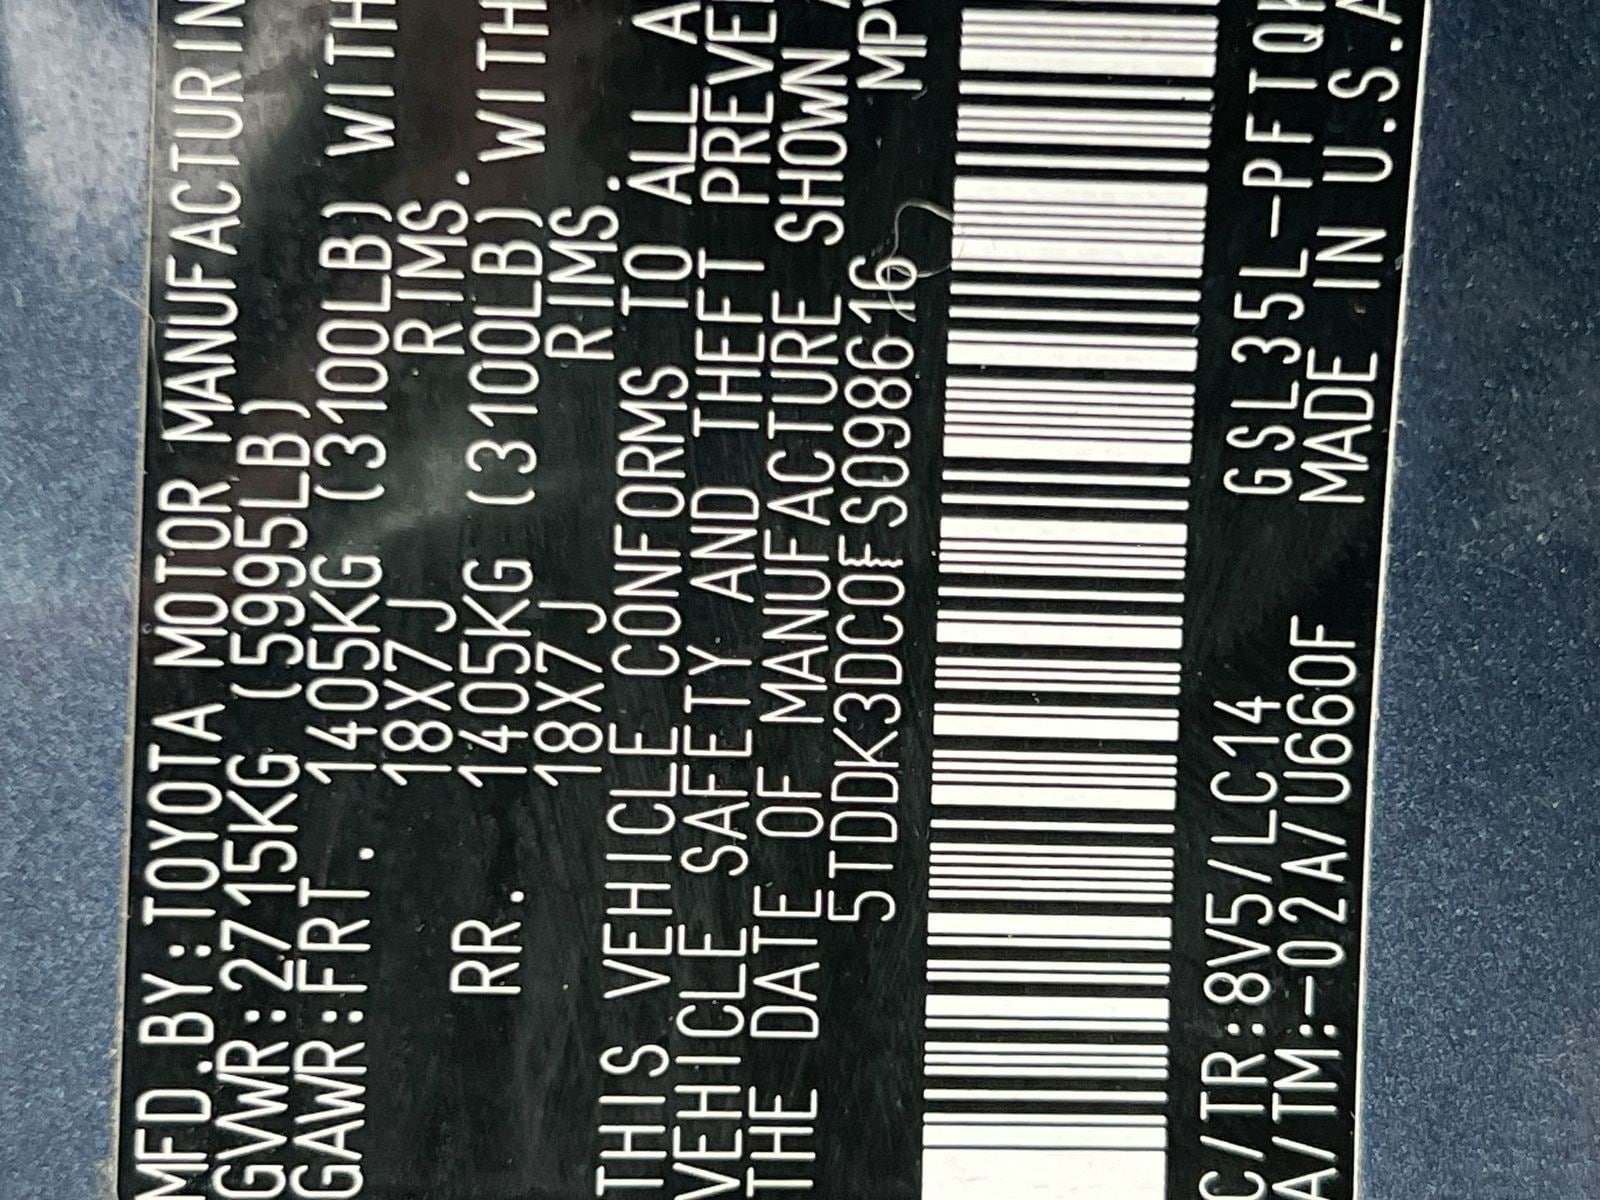 MFD.BY:TOYOTA MOTOR MANUFACTURIN
GVWR:2715KG (5995LB)
GAWR:FRT. 1405KG (3100LB) WITH
18X7J RIMS.
RR. 1405KG (3100LB) WITH
18X7J RIMS.
THIS VEHICLE CONFORMS TO ALL A
VEHICLE SAFETY AND THEFT PREVE
THE DATE OF MANUFACTURE SHOWN A
5TDDK3DC0FS098616 MPV
C/TR:8V5/LC14 GSL35L-PFTQK
A/TM:-02A/U660F MADE IN U.S.A